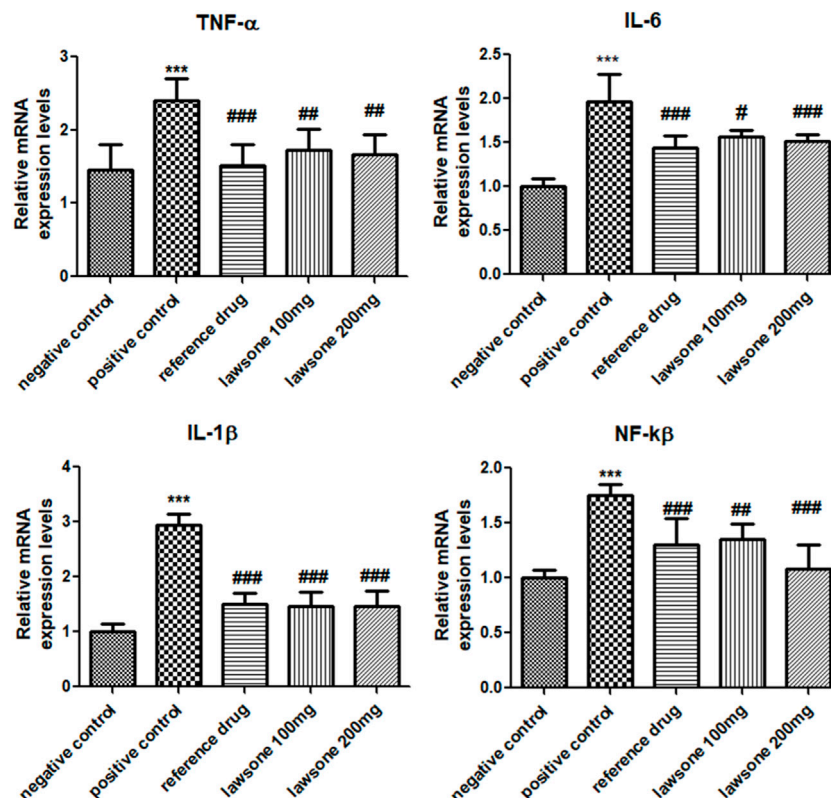 TNF-α
Relative mRNA
expression levels
3
2
1
0
***
###
##
##
negative control
positive control
reference drug
lawsone 100mg
lawsone 200mg
IL-6
Relative mRNA
expression levels
2.5
2.0
1.5
1.0
0.5
0.0
***
###
#
###
negative control
positive control
reference drug
lawsone 100mg
lawsone 200mg
IL-1β
Relative mRNA
expression levels
4
3
2
1
0
***
###
###
###
negative control
positive control
reference drug
lawsone 100mg
lawsone 200mg
NF-kβ
Relative mRNA
expression levels
2.0
1.5
1.0
0.5
0.0
***
###
##
###
negative control
positive control
reference drug
lawsone 100mg
lawsone 200mg